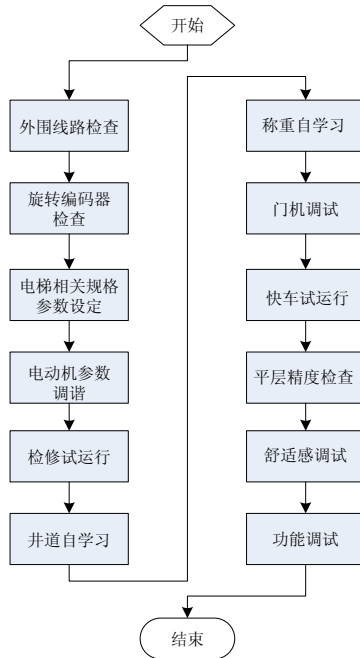 开始
外围线路检查
旋转编码器
检查
电梯相关规格
参数设定
电动机参数
调谐
检修试运行
井道自学习
称重自学习
门机调试
快车试运行
平层精度检查
舒适感调试
功能调试
结束